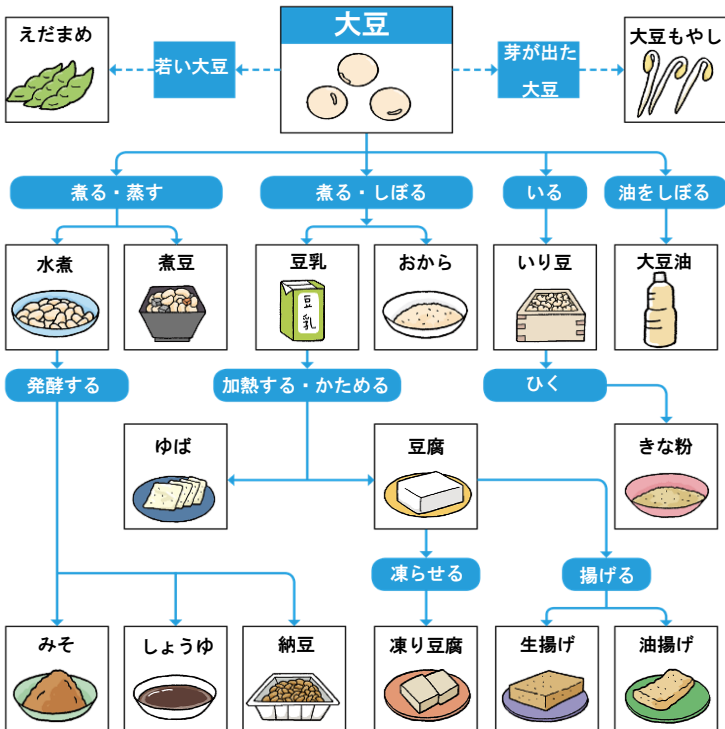 大豆
えだまめ
若い大豆
芽が出た
大豆
大豆もやし
煮る・蒸す
煮る・しぼる
いる
油をしぼる
水煮
煮豆
豆乳
豆乳
おから
いり豆
大豆油
発酵する
加熱する・かためる
ひく
ゆば
豆腐
きな粉
凍らせる
揚げる
みそ
しょうゆ
納豆
凍り豆腐
生揚げ
油揚げ